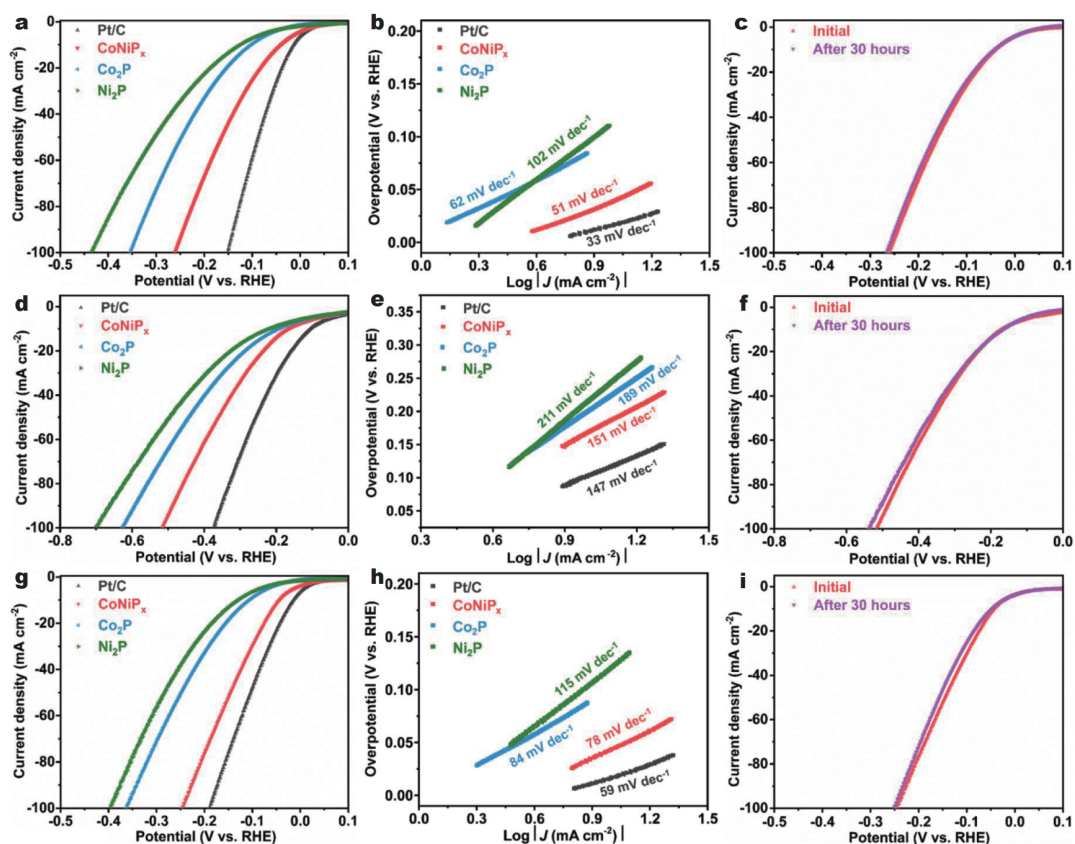 a
Pt/C
CoNiPx
Co2P
Ni2P
Current density (mA cm-2)
0
-20
-40
-60
-80
-100
-0.5 -0.4 -0.3 -0.2 -0.1 0.0 0.1
Potential (V vs. RHE)
b
Pt/C
CoNiPx
Co2P
Ni2P
Overpotential (V vs. RHE)
0.20
0.15
0.10
0.05
0.00
62 mV dec-1
102 mV dec-1
51 mV dec-1
33 mV dec-1
0.3 0.6 0.9 1.2 1.5
Log | J (mA cm-2) |
c
Initial
After 30 hours
Current density (mA cm-2)
0
-20
-40
-60
-80
-100
-0.5 -0.4 -0.3 -0.2 -0.1 0.0 0.1
Potential (V vs. RHE)
d
Pt/C
CoNiPx
Co2P
Ni2P
Current density (mA cm-2)
0
-20
-40
-60
-80
-100
-0.8 -0.6 -0.4 -0.2 0.0
Potential (V vs. RHE)
e
Pt/C
CoNiPx
Co2P
Ni2P
Overpotential (V vs. RHE)
0.35
0.30
0.25
0.20
0.15
0.10
0.05
211 mV dec-1
189 mV dec-1
151 mV dec-1
147 mV dec-1
0.3 0.6 0.9 1.2 1.5
Log | J (mA cm-2) |
f
Initial
After 30 hours
Current density (mA cm-2)
0
-20
-40
-60
-80
-100
-0.8 -0.6 -0.4 -0.2 0.0
Potential (V vs. RHE)
g
Pt/C
CoNiPx
Co2P
Ni2P
Current density (mA cm-2)
0
-20
-40
-60
-80
-100
-0.5 -0.4 -0.3 -0.2 -0.1 0.0 0.1
Potential (V vs. RHE)
h
Pt/C
CoNiPx
Co2P
Ni2P
Overpotential (V vs. RHE)
0.20
0.15
0.10
0.05
0.00
115 mV dec-1
84 mV dec-1
78 mV dec-1
59 mV dec-1
0.0 0.3 0.6 0.9 1.2 1.5
Log | J (mA cm-2) |
i
Initial
After 30 hours
Current density (mA cm-2)
0
-20
-40
-60
-80
-100
-0.5 -0.4 -0.3 -0.2 -0.1 0.0 0.1
Potential (V vs. RHE)